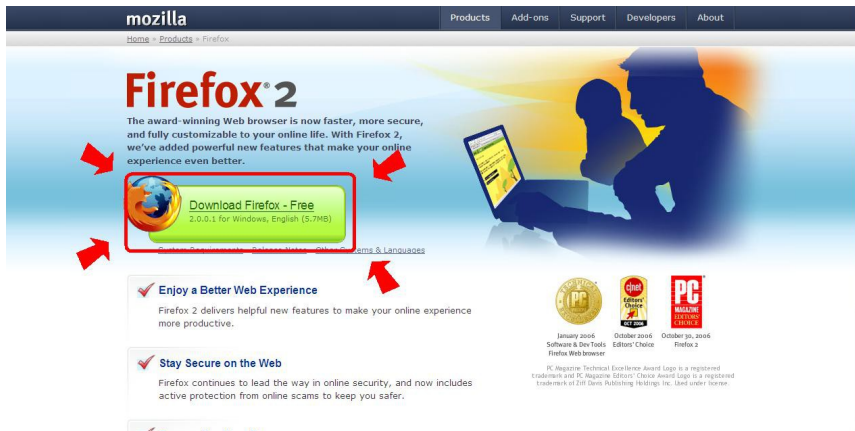 mozilla
Products Add-ons Support Developers About
Home » Products » Firefox
Firefox® 2
The award-winning Web browser is now faster, more secure,
and fully customizable to your online life. With Firefox 2,
we've added powerful new features that make your online
experience even better.
Download Firefox - Free
2.0.0.1 for Windows, English (5.7MB)
System Requirements Release Notes Other Systems & Languages
Enjoy a Better Web Experience
Firefox 2 delivers helpful new features to make your online experience
more productive.
Stay Secure on the Web
Firefox continues to lead the way in online security, and now includes
active protection from online scams to keep you safe.
PC
c|net
Editors'
Choice
OCT 2006
PC
MAGAZINE
EDITORS'
CHOICE
January 2006
Software & Dev Tools
Firefox Web browser
October 2006
Editors' Choice
October 30, 2006
Firefox 2
PC Magazine Technical Excellence Award Logo is a registered
trademark and PC Magazine Editors' Choice Award Logo is a registered
trademark of Ziff Davis Publishing Holdings Inc. Used under license.